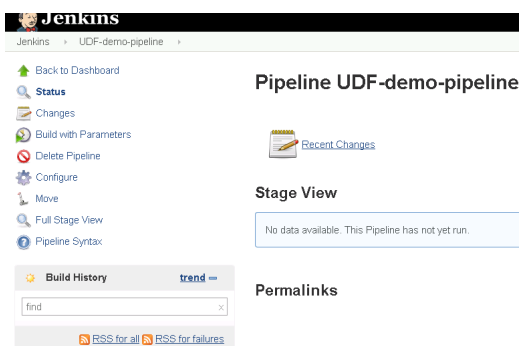 Jenkins
Jenkins › UDF-demo-pipeline ›
Back to Dashboard
Status
Changes
Build with Parameters
Delete Pipeline
Configure
Move
Full Stage View
Pipeline Syntax
Build History trend
find x
RSS for all RSS for failures
Pipeline UDF-demo-pipeline
Recent Changes
Stage View
No data available. This Pipeline has not yet run.
Permalinks